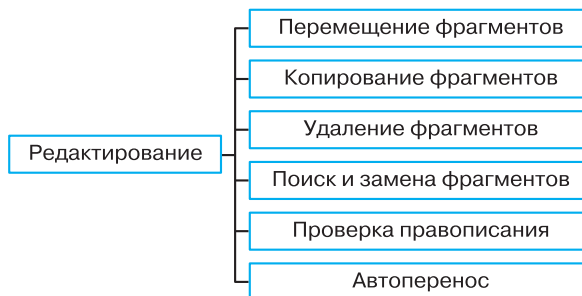 Перемещение фрагментов
Копирование фрагментов
Удаление фрагментов
Редактирование
Поиск и замена фрагментов
Проверка правописания
Автоперенос